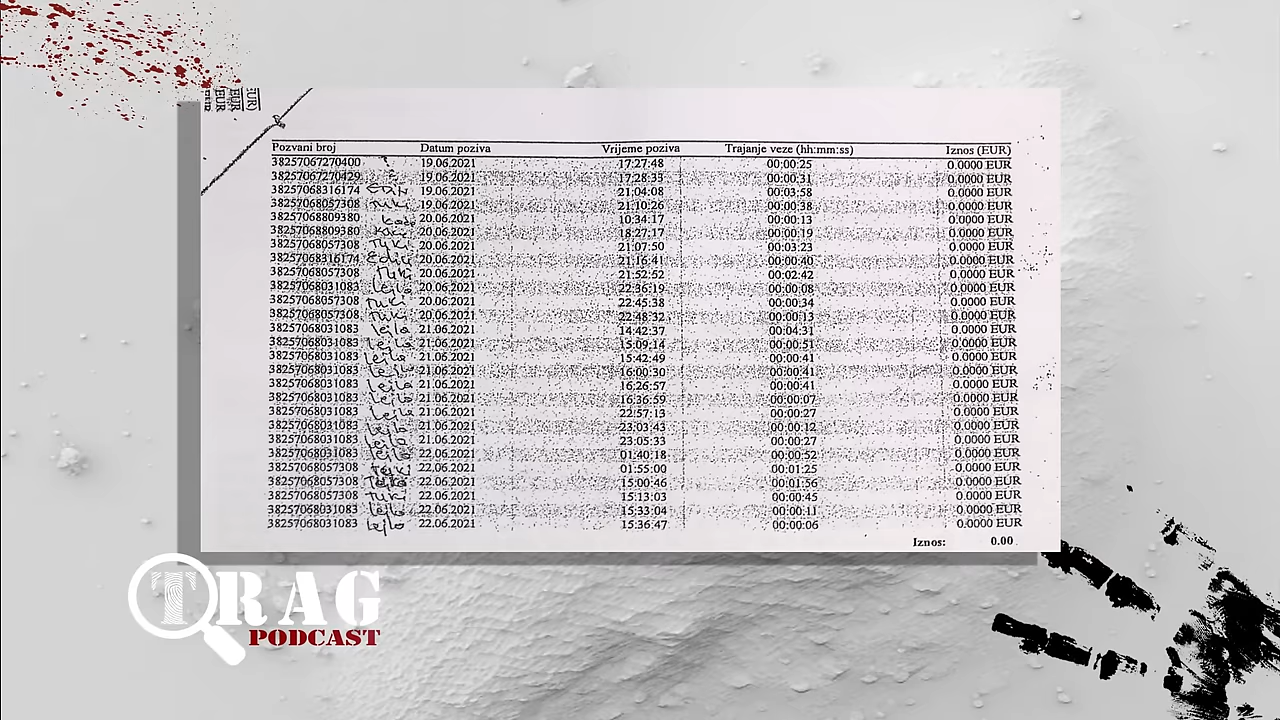 EUR
EUR
EUR
EUR
Pozvani broj Datum poziva Vrijeme poziva Trajanje veze (hh:mm:ss) Iznos (EUR)
38257067270400 19.06.2021 17:27:48 00:00:25 0.0000 EUR
38257067270429 19.06.2021 17:28:33 00:00:31 0.0000 EUR
38257068316174 19.06.2021 21:04:08 00:03:58 0.0000 EUR
38257068057308 19.06.2021 21:10:26 00:00:38 0.0000 EUR
38257068809380 20.06.2021 10:34:17 00:00:13 0.0000 EUR
38257068809380 20.06.2021 18:27:17 00:00:19 0.0000 EUR
38257068057308 20.06.2021 21:07:50 00:03:23 0.0000 EUR
38257068316174 20.06.2021 21:16:41 00:00:40 0.0000 EUR
38257068057308 20.06.2021 21:52:52 00:02:42 0.0000 EUR
38257068031083 Lejla 20.06.2021 22:36:19 00:00:08 0.0000 EUR
38257068057308 20.06.2021 22:45:38 00:00:34 0.0000 EUR
38257068057308 20.06.2021 22:48:32 00:00:13 0.0000 EUR
38257068031083 Lejla 21.06.2021 14:42:37 00:04:31 0.0000 EUR
38257068031083 Lejla 21.06.2021 15:09:14 00:00:51 0.0000 EUR
38257068031083 Lejla 21.06.2021 15:42:49 00:00:41 0.0000 EUR
38257068031083 Lejla 21.06.2021 16:00:30 00:00:41 0.0000 EUR
38257068031083 Lejla 21.06.2021 16:26:57 00:00:41 0.0000 EUR
38257068031083 Lejla 21.06.2021 16:36:59 00:00:07 0.0000 EUR
38257068031083 Lejla 21.06.2021 22:57:13 00:00:27 0.0000 EUR
38257068031083 Lejla 21.06.2021 23:03:43 00:00:12 0.0000 EUR
38257068031083 Lejla 21.06.2021 23:05:33 00:00:27 0.0000 EUR
38257068031083 Lejla 22.06.2021 01:40:18 00:00:52 0.0000 EUR
38257068057308 22.06.2021 01:55:00 00:01:25 0.0000 EUR
38257068057308 22.06.2021 15:00:46 00:01:56 0.0000 EUR
38257068057308 22.06.2021 15:13:03 00:00:45 0.0000 EUR
38257068031083 Lejla 22.06.2021 15:33:04 00:00:11 0.0000 EUR
38257068031083 Lejla 22.06.2021 15:36:47 00:00:06 0.0000 EUR
Iznos: 0.00
TRAG
PODCAST